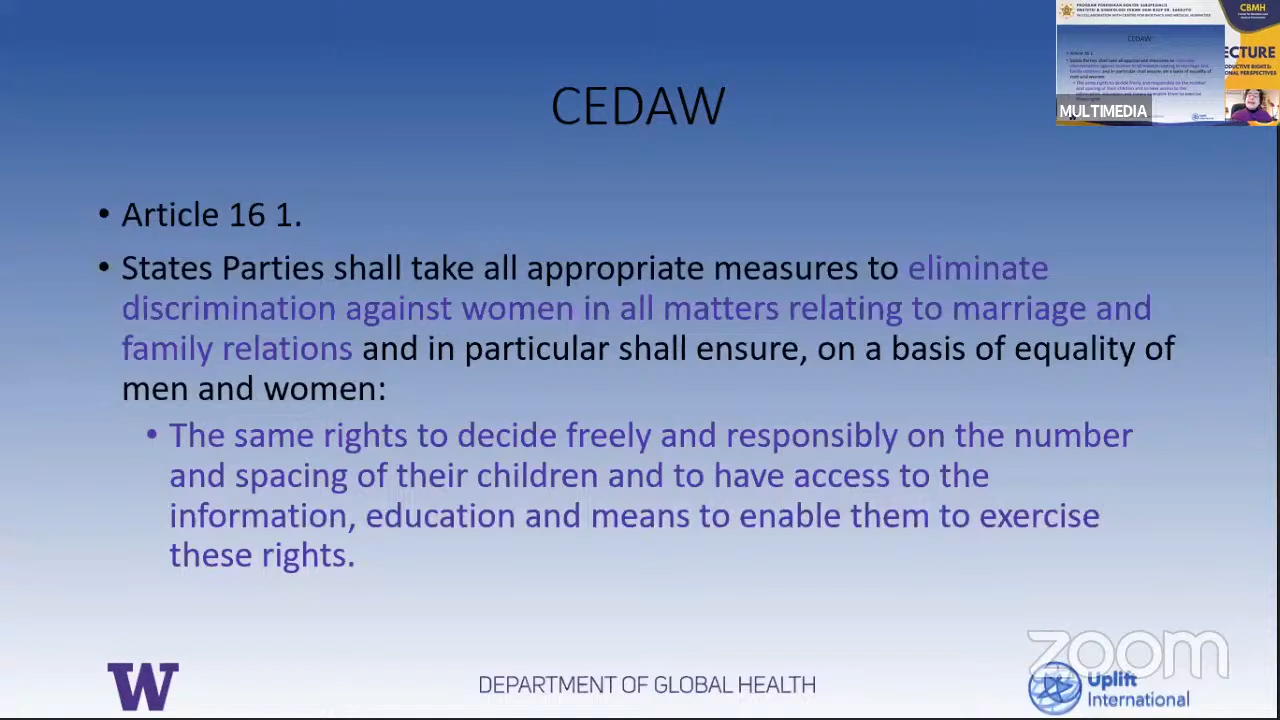 CEDAW
• Article 16 1.
• States Parties shall take all appropriate measures to eliminate
discrimination against women in all matters relating to marriage and
family relations and in particular shall ensure, on a basis of equality of
men and women:
• The same rights to decide freely and responsibly on the number
and spacing of their children and to have access to the
information, education and means to enable them to exercise
these rights.
W
DEPARTMENT OF GLOBAL HEALTH
zoom
Uplift
International
CBMH
CEDAW
ECTURE
MULTIMEDIA